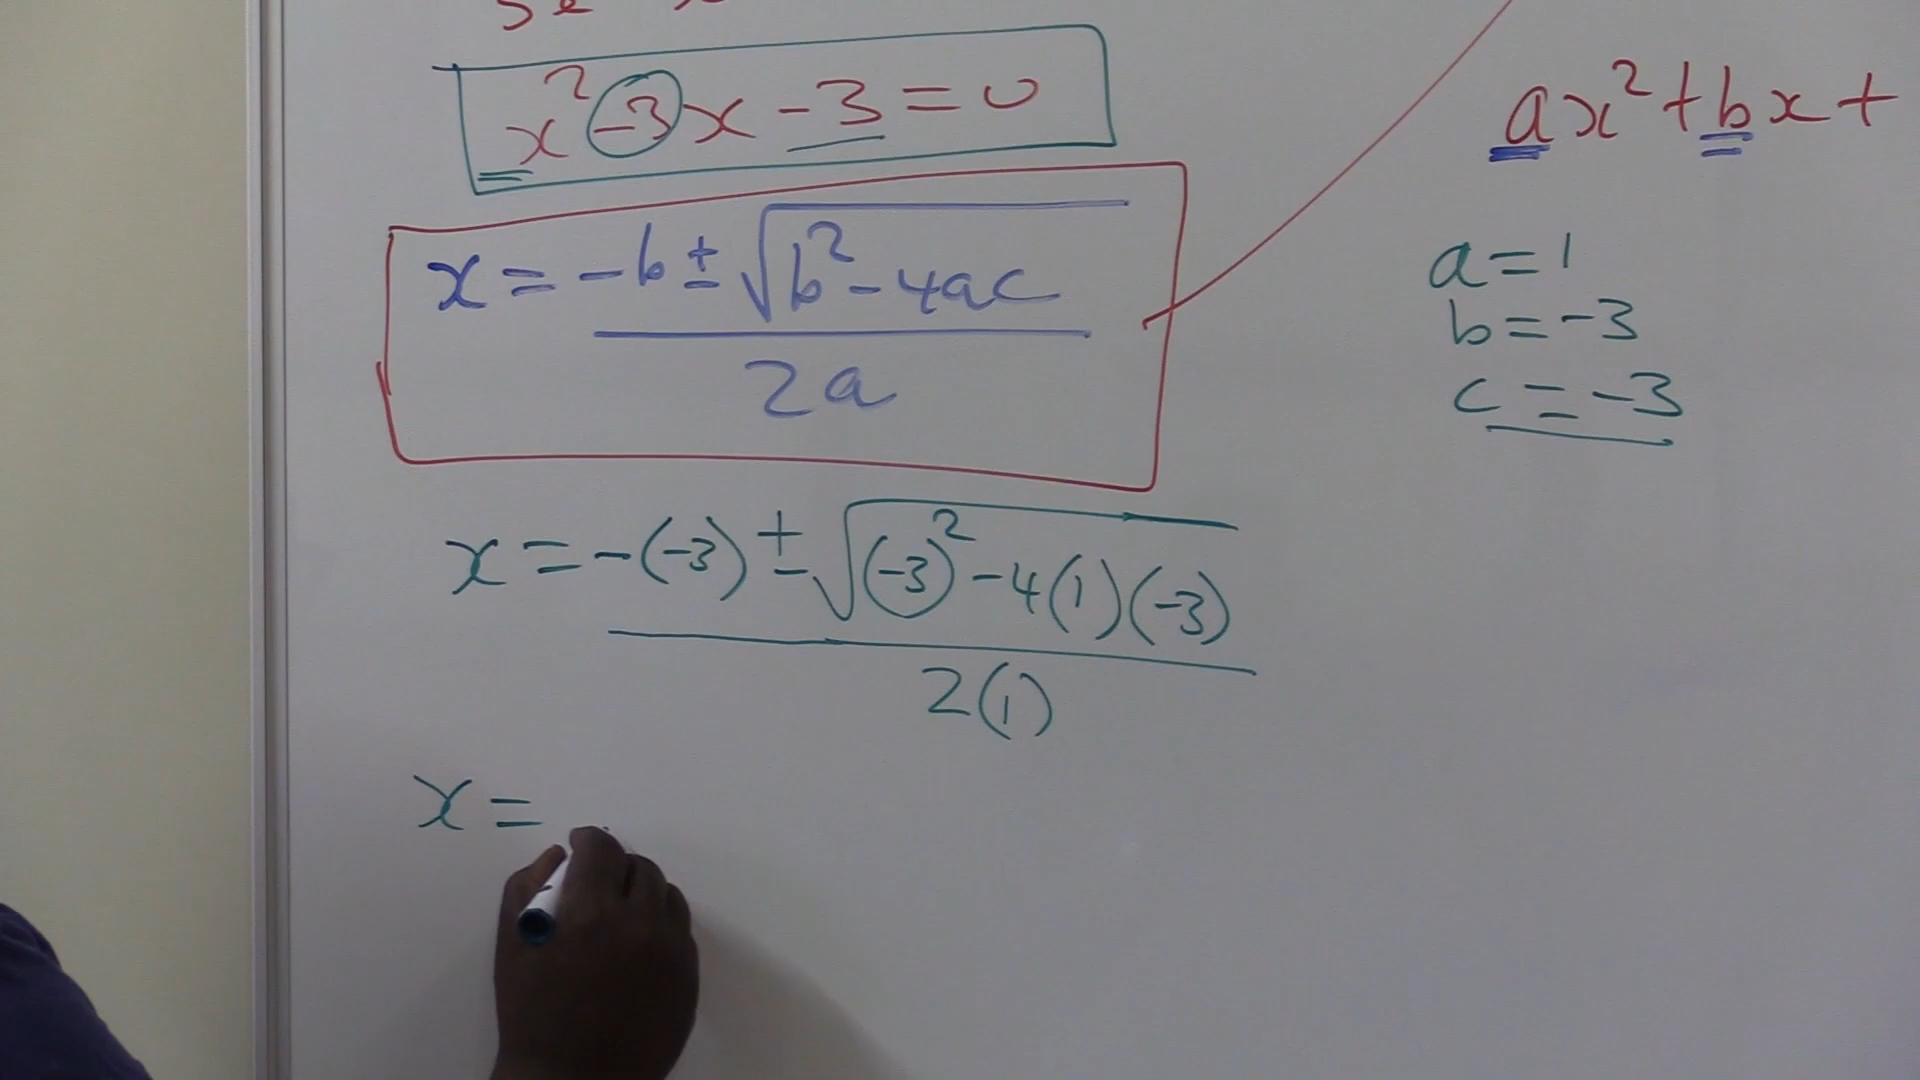 x² -3x - 3 = 0
ax² + bx +
x = -b ± √b² - 4ac
2a
a = 1
b = -3
c = -3
x = -(-3) ± √(-3)² - 4(1)(-3)
2(1)
x =